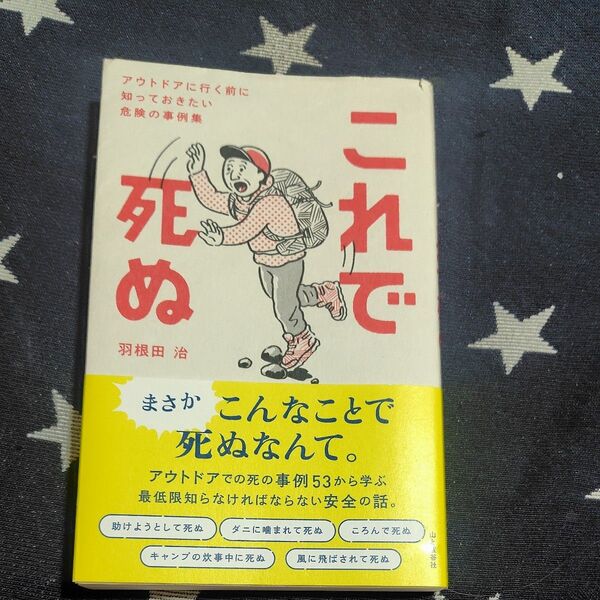 アウトドアに行く前に
知っておきたい
危険の事例集
これで
死ぬ
羽根田 治
まさか
こんなことで
死ぬなんて。
アウトドアでの死の事例53から学ぶ
最低限知らなければならない安全の話。
助けようとして死ぬ
ダニに噛まれて死ぬ
ころんで死ぬ
キャンプの炊事中に死ぬ
風に飛ばされて死ぬ